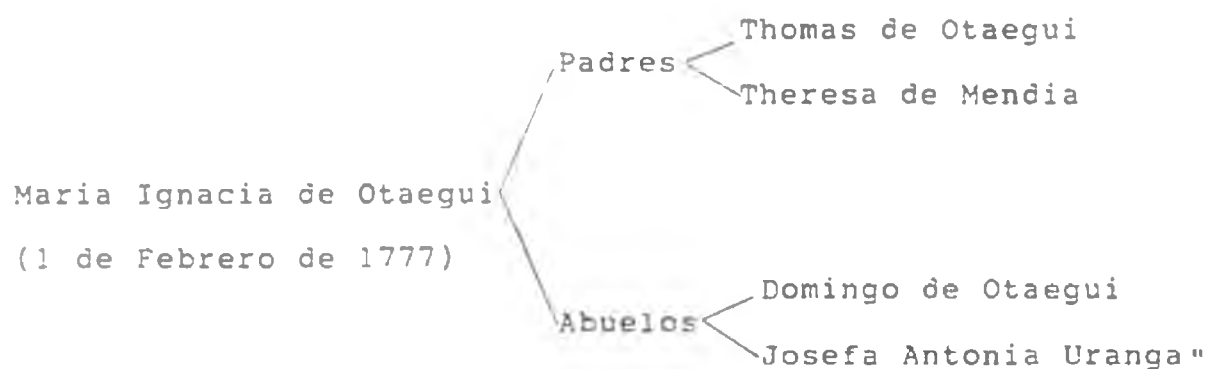 Thomas de Otaegui
Padres
Theresa de Mendia
Maria Ignacia de Otaegui
(1 de Febrero de 1777)
Domingo de Otaegui
Abuelos
Josefa Antonia Uranga"